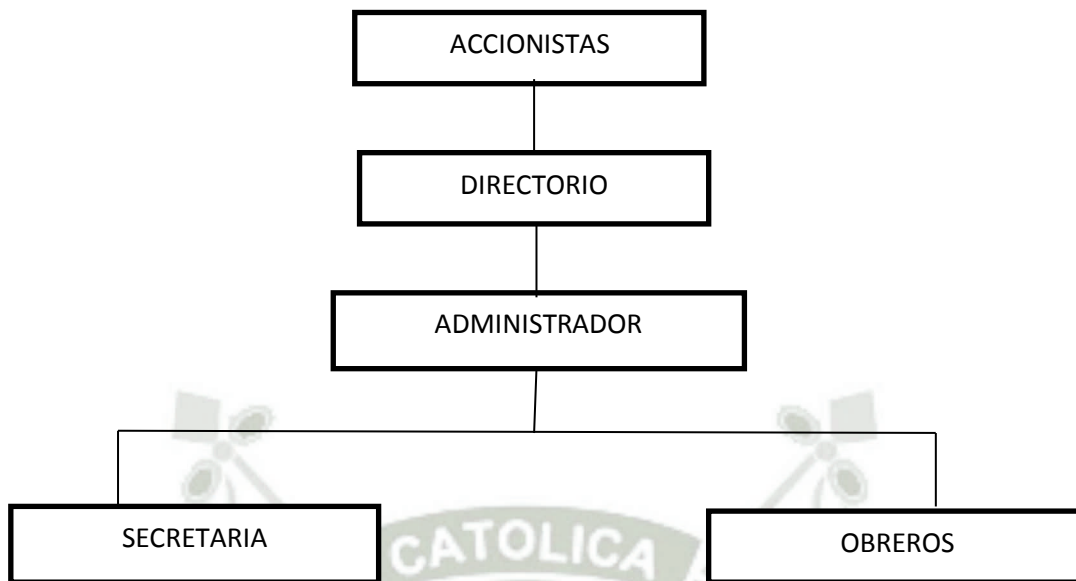 ACCIONISTAS
DIRECTORIO
ADMINISTRADOR
SECRETARIA
OBREROS
CATOLICA